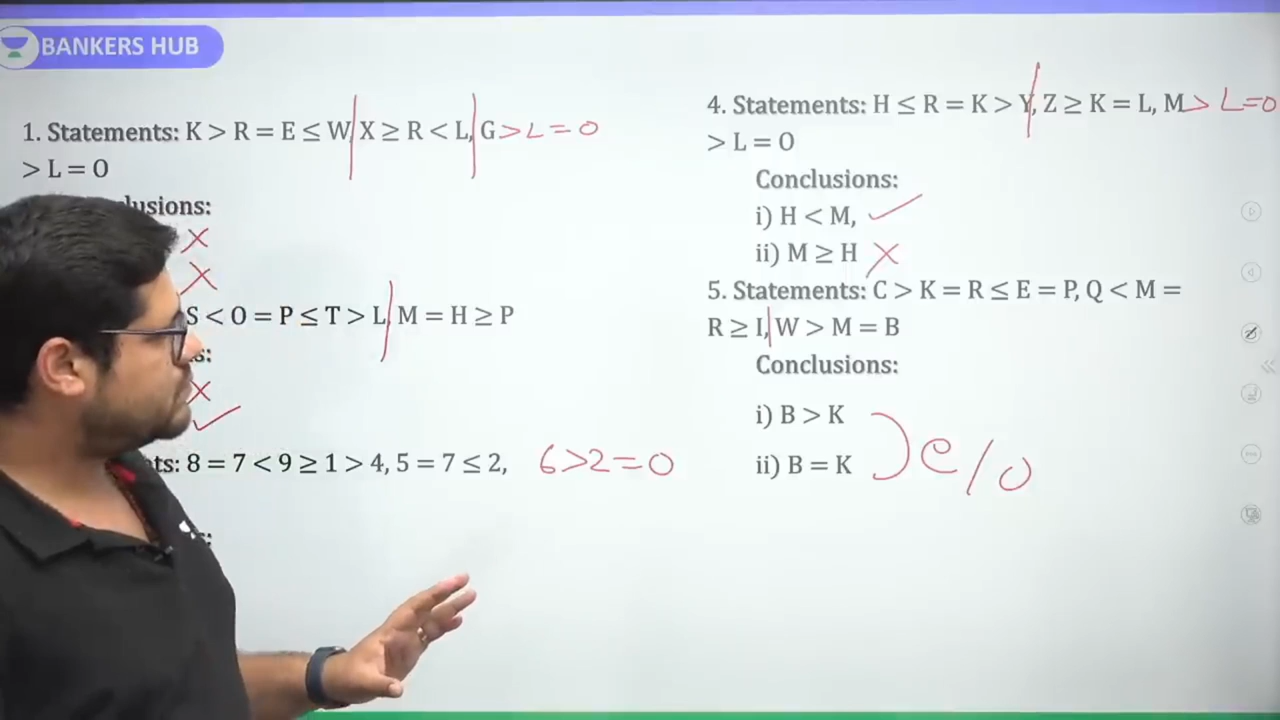 BANKERS HUB
1. Statements: K > R = E ≤ W, X ≥ R < L, G > L = O
> L = O
usions:
S < O = P ≤ T > L, M = H ≥ P
s:
ts: 8 = 7 < 9 ≥ 1 > 4, 5 = 7 ≤ 2, 6 > 2 = 0
s:
4. Statements: H ≤ R = K > Y, Z ≥ K = L, M > L = O
> L = O
Conclusions:
i) H < M,
ii) M ≥ H
5. Statements: C > K = R ≤ E = P, Q < M =
R ≥ I, W > M = B
Conclusions:
i) B > K
ii) B = K
e/o